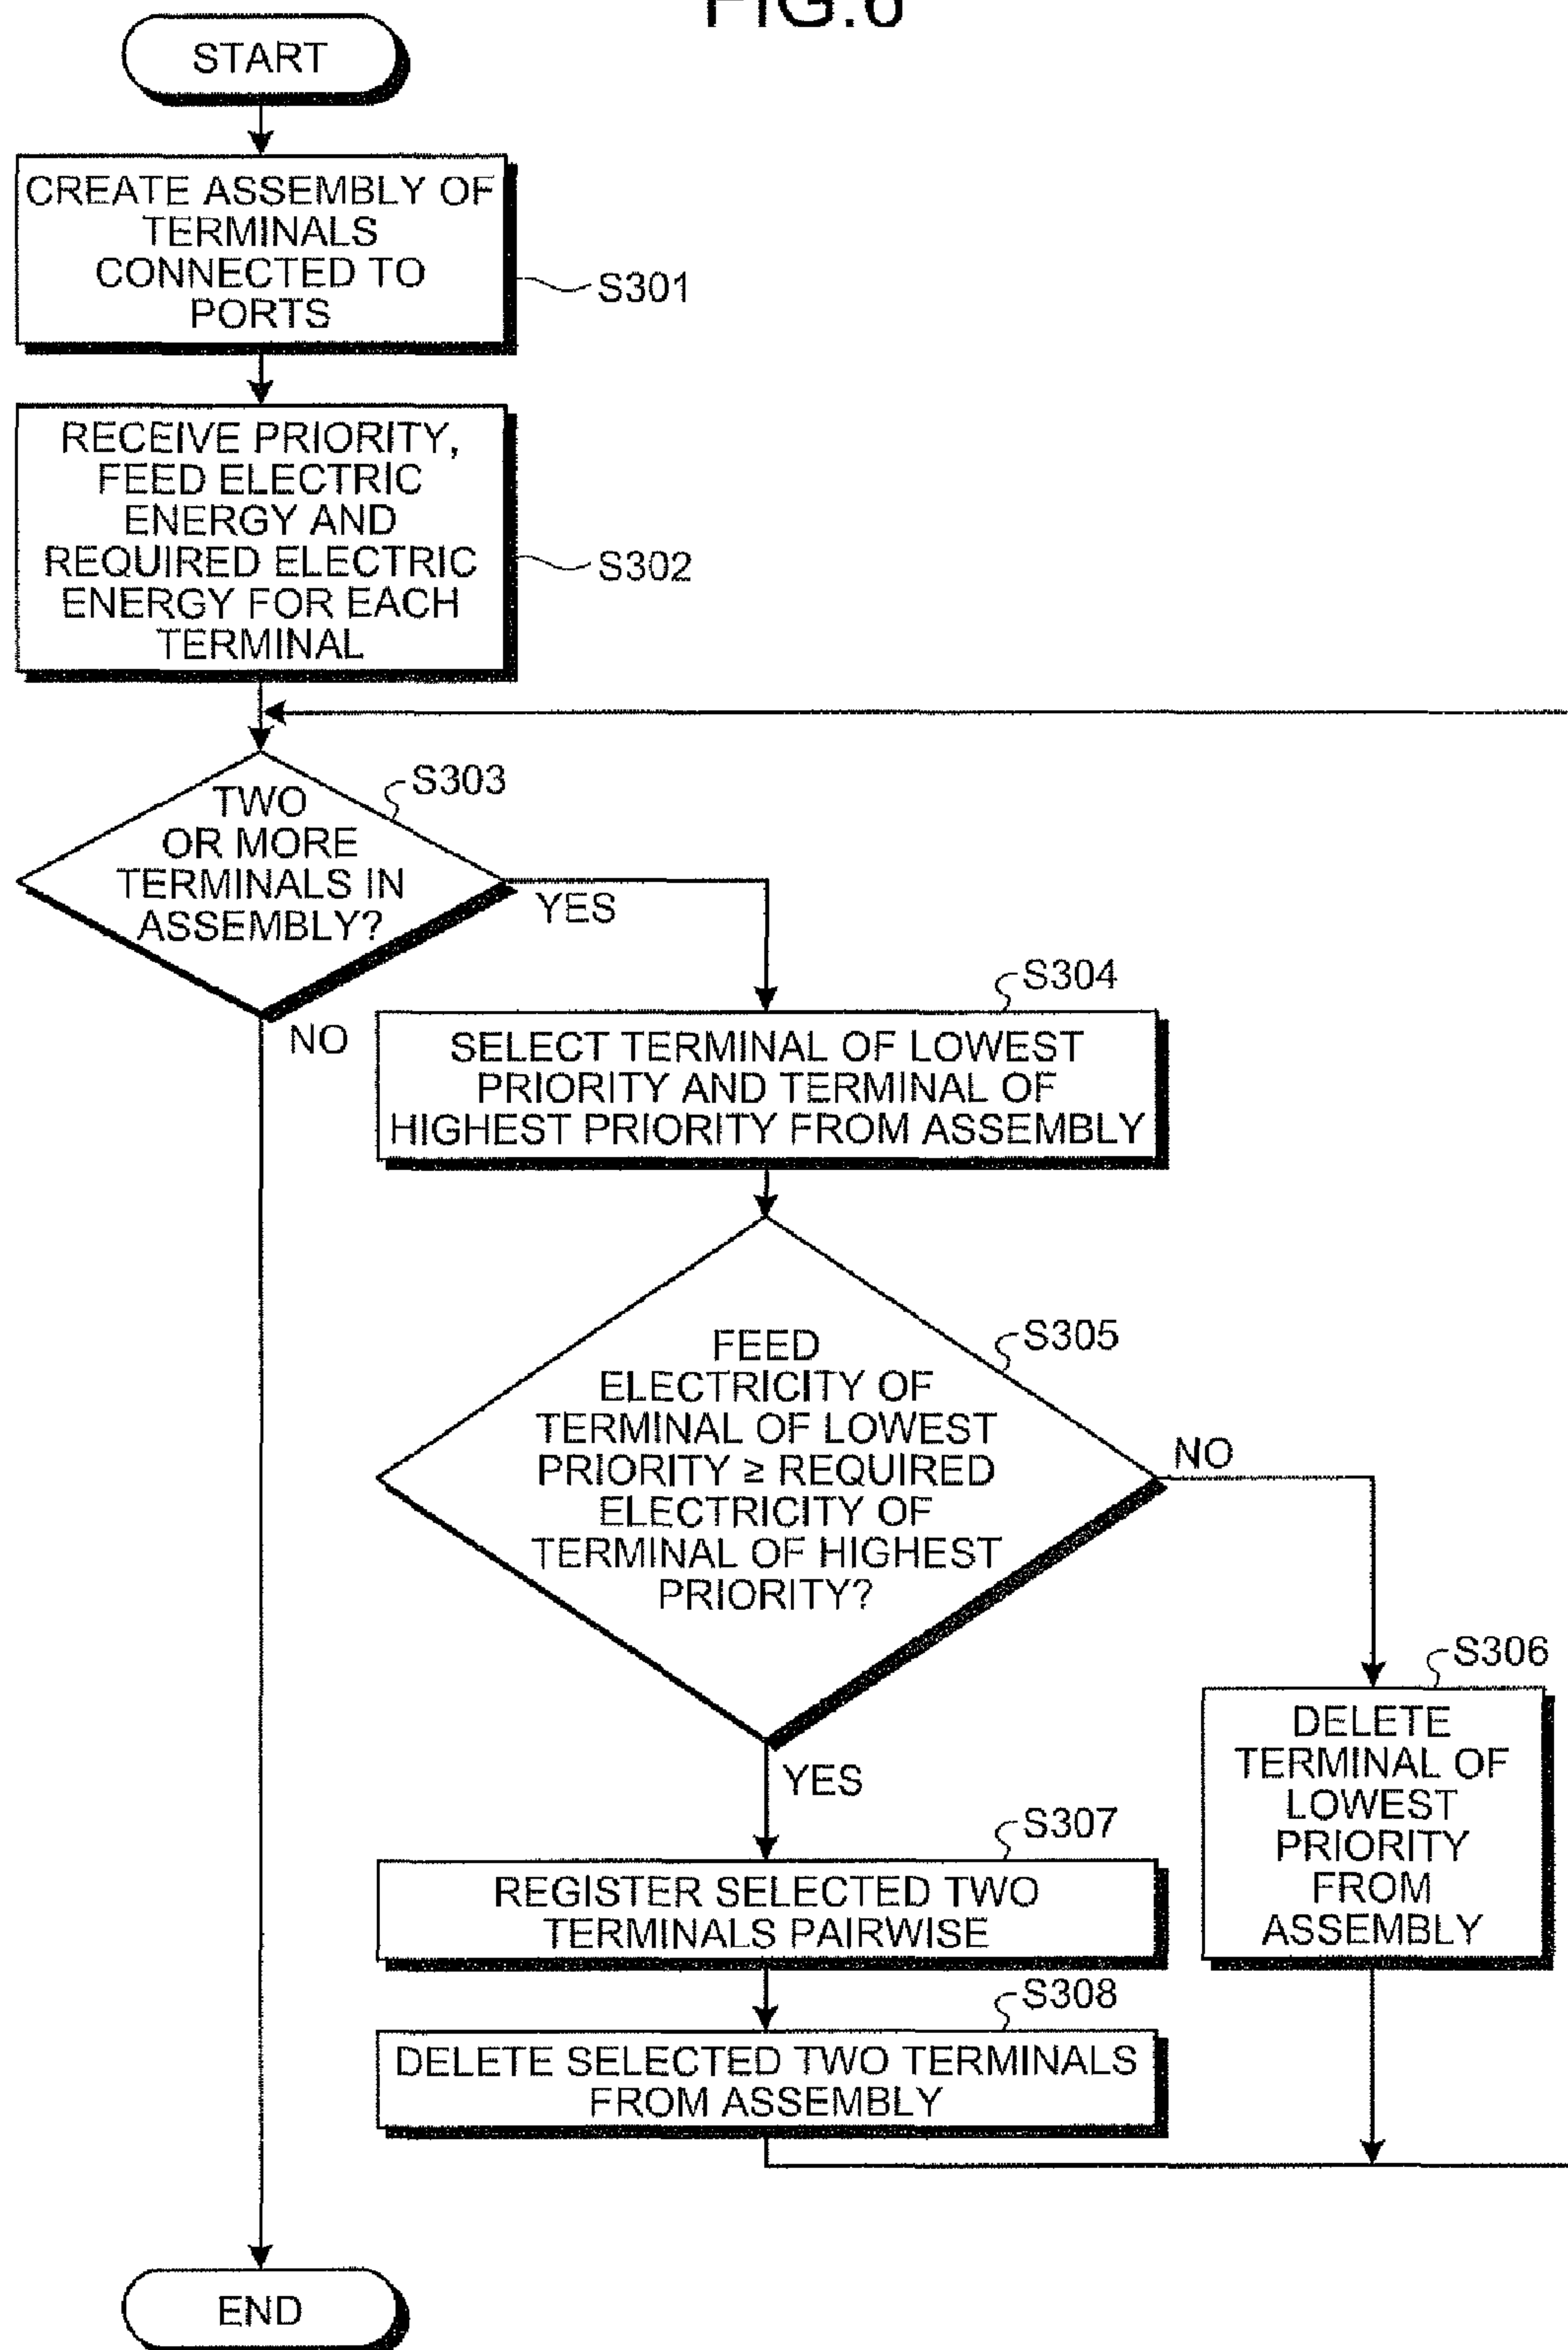 FIG.6
START
CREATE ASSEMBLY OF
TERMINALS
CONNECTED TO
PORTS
S301
RECEIVE PRIORITY,
FEED ELECTRIC
ENERGY AND
REQUIRED ELECTRIC
ENERGY FOR EACH
TERMINAL
S302
S303
TWO
OR MORE
TERMINALS IN
ASSEMBLY?
YES
NO
S304
SELECT TERMINAL OF LOWEST
PRIORITY AND TERMINAL OF
HIGHEST PRIORITY FROM ASSEMBLY
S305
FEED
ELECTRICITY OF
TERMINAL OF LOWEST
PRIORITY ≥ REQUIRED
ELECTRICITY OF
TERMINAL OF HIGHEST
PRIORITY?
NO
YES
S306
DELETE
TERMINAL OF
LOWEST
PRIORITY
FROM
ASSEMBLY
S307
REGISTER SELECTED TWO
TERMINALS PAIRWISE
S308
DELETE SELECTED TWO TERMINALS
FROM ASSEMBLY
END